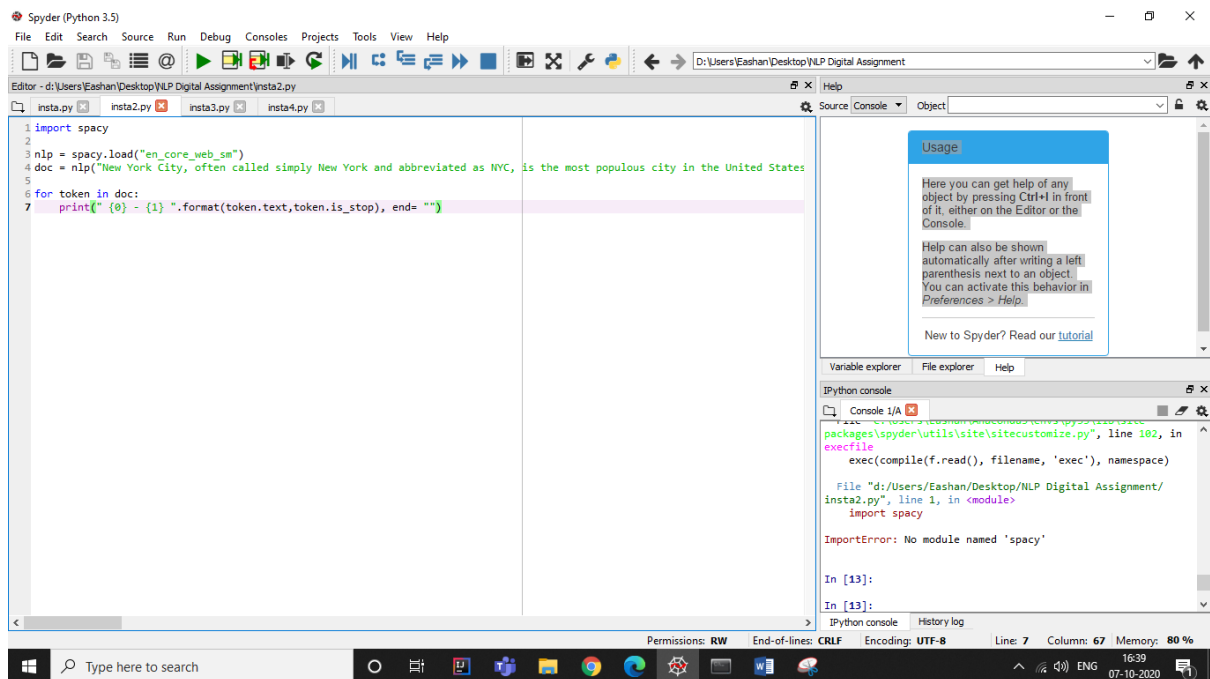 Spyder (Python 3.5)
File Edit Search Source Run Debug Consoles Projects Tools View Help
D:\Users\Eashan\Desktop\NLP Digital Assignment
Editor - d:\Users\Eashan\Desktop\NLP Digital Assignment\insta2.py
insta.py insta2.py insta3.py insta4.py
1 import spacy
2
3 nlp = spacy.load("en_core_web_sm")
4 doc = nlp("New York City, often called simply New York and abbreviated as NYC, is the most populous city in the United States
5
6 for token in doc:
7 print(" {0} - {1} ".format(token.text,token.is_stop), end= "")
Help
Source Console Object
Usage
Here you can get help of any
object by pressing Ctrl+I in front
of it, either on the Editor or the
Console.
Help can also be shown
automatically after writing a left
parenthesis next to an object.
You can activate this behavior in
Preferences > Help.
New to Spyder? Read our tutorial
Variable explorer File explorer Help
IPython console
Console 1/A
packages\spyder\utils\site\sitecustomize.py", line 102, in
execfile
exec(compile(f.read(), filename, 'exec'), namespace)
File "d:/Users/Eashan/Desktop/NLP Digital Assignment/
insta2.py", line 1, in <module>
import spacy
ImportError: No module named 'spacy'
In [13]:
In [13]:
IPython console History log
Permissions: RW End-of-lines: CRLF Encoding: UTF-8 Line: 7 Column: 67 Memory: 80 %
Type here to search
ENG
16:39
07-10-2020